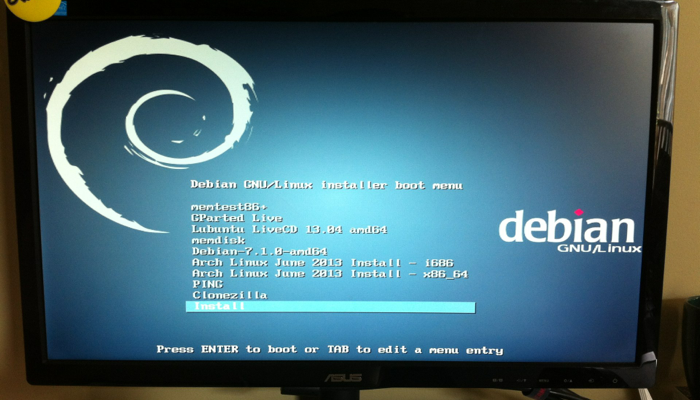 debian
GNU/Linux
Debian GNU/Linux installer boot menu
memtest86+
GParted Live
Lubuntu LiveCD 13.04 amd64
memdisk
Debian-7.1.0-amd64
Arch Linux June 2013 Install - i686
Arch Linux June 2013 Install - x86_64
PING
Clonezilla
Install
Press ENTER to boot or TAB to edit a menu entry
ASUS